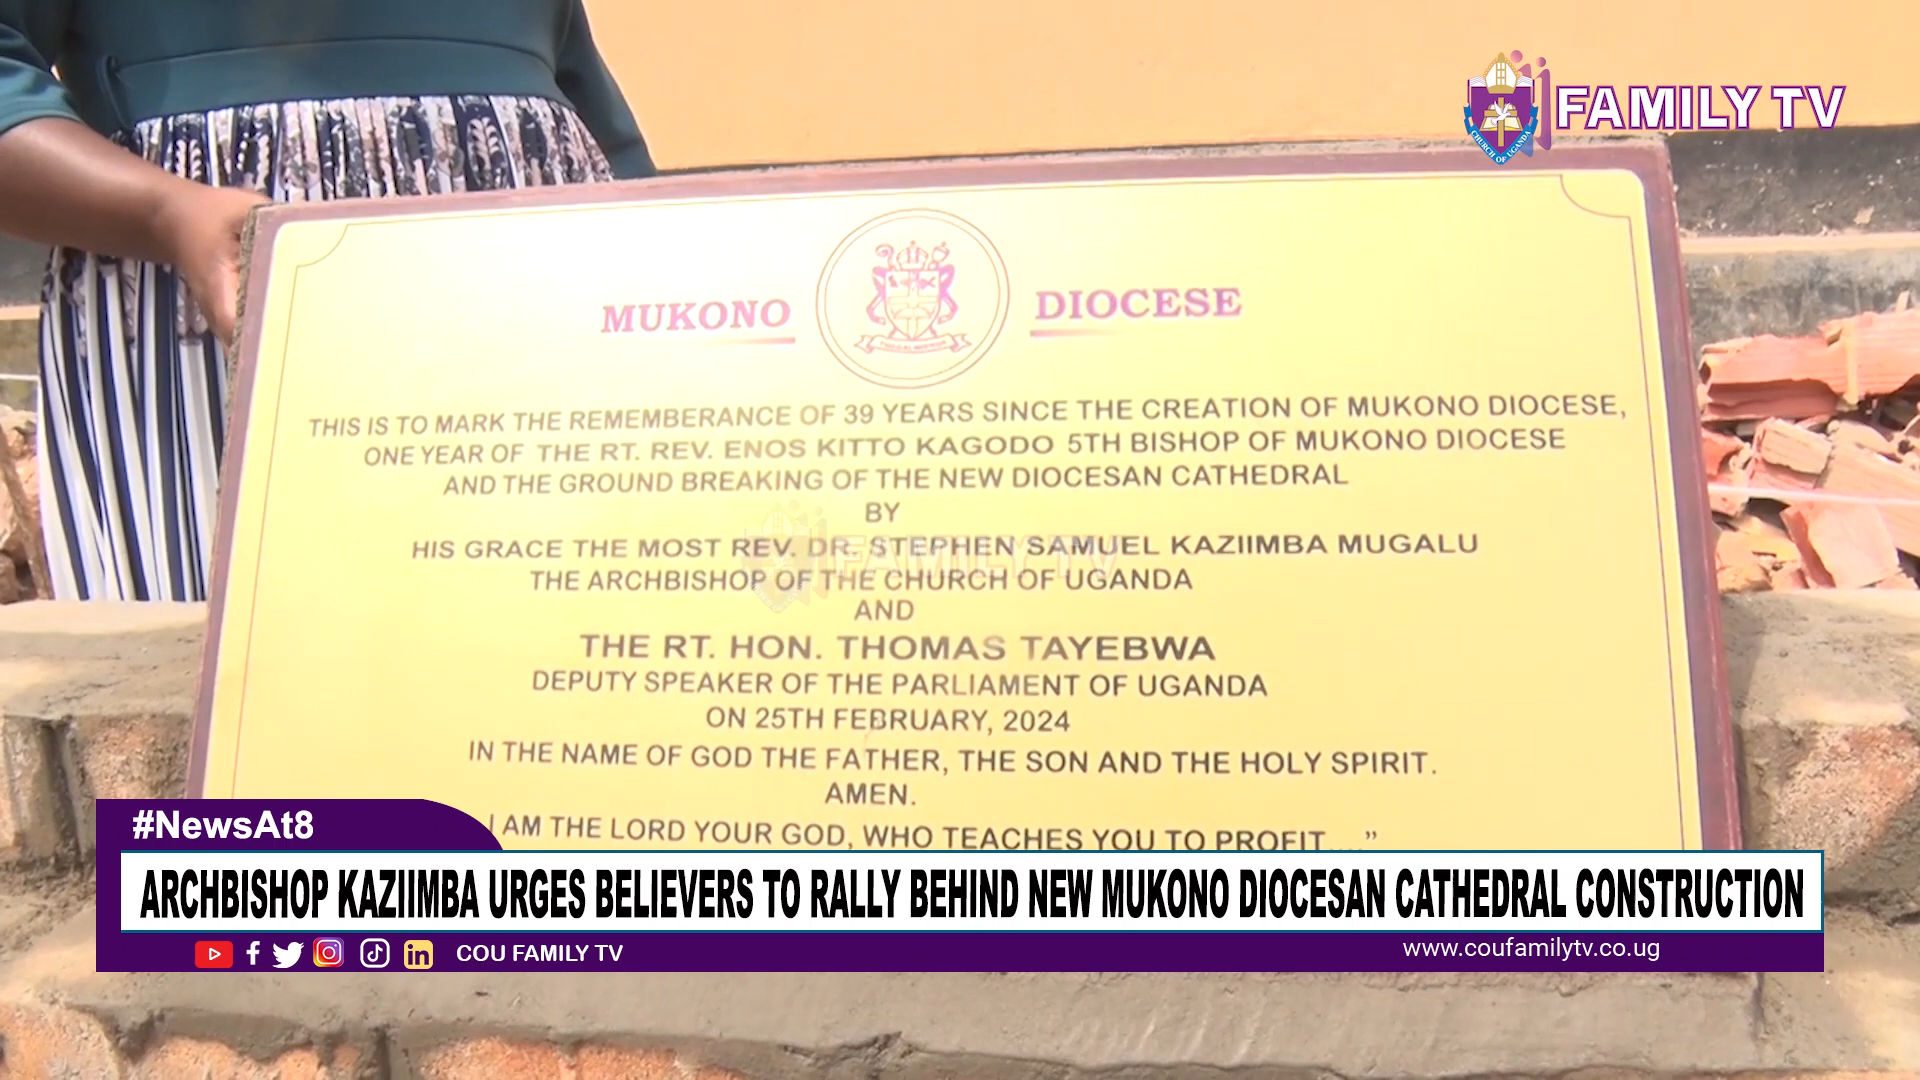 FAMILY TV
CHURCH OF UGANDA
MUKONO DIOCESE
THIS IS TO MARK THE REMEMBERANCE OF 39 YEARS SINCE THE CREATION OF MUKONO DIOCESE,
ONE YEAR OF THE RT. REV. ENOS KITTO KAGODO 5TH BISHOP OF MUKONO DIOCESE
AND THE GROUND BREAKING OF THE NEW DIOCESAN CATHEDRAL
BY
HIS GRACE THE MOST REV. DR. STEPHEN SAMUEL KAZIIMBA MUGALU
FAMILY TV
THE ARCHBISHOP OF THE CHURCH OF UGANDA
AND
THE RT. HON. THOMAS TAYEBWA
DEPUTY SPEAKER OF THE PARLIAMENT OF UGANDA
ON 25TH FEBRUARY, 2024
IN THE NAME OF GOD THE FATHER, THE SON AND THE HOLY SPIRIT.
AMEN.
I AM THE LORD YOUR GOD, WHO TEACHES YOU TO PROFIT....”
#NewsAt8
ARCHBISHOP KAZIIMBA URGES BELIEVERS TO RALLY BEHIND NEW MUKONO DIOCESAN CATHEDRAL CONSTRUCTION
COU FAMILY TV
www.coufamilytv.co.ug